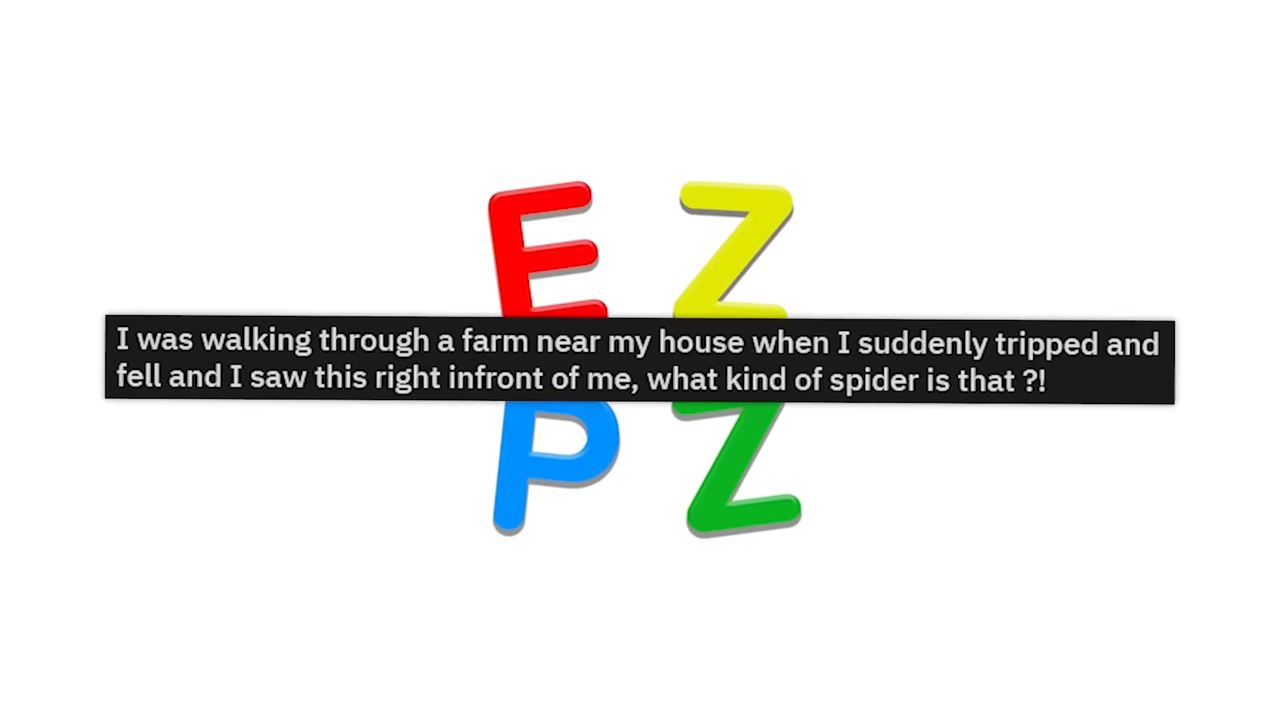 E Z
I was walking through a farm near my house when I suddenly tripped and
fell and I saw this right infront of me, what kind of spider is that ?!
P Z